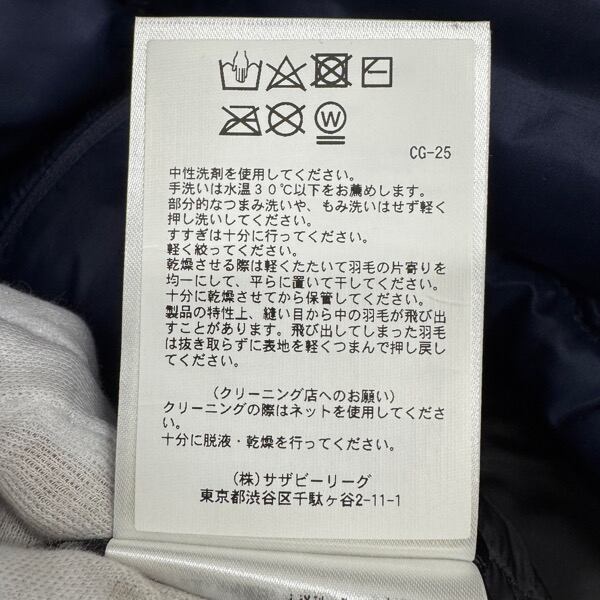 W
CG-25
中性洗剤を使用してください。
手洗いは水温30℃以下をお薦めします。
部分的なつまみ洗いや、もみ洗いはせず軽く
押し洗いしてください。
すすぎは十分に行ってください。
軽く絞ってください。
乾燥させる際は軽くたたいて羽毛の片寄りを
均一にして、平らに置いて干してください。
十分に乾燥させてから保管してください。
製品の特性上、縫い目から中の羽毛が飛び出
すことがあります。飛び出してしまった羽毛
は抜き取らずに表地を軽くつまんで押し戻し
てください。
(クリーニング店へのお願い)
クリーニングの際はネットを使用してくださ
い。
十分に脱液・乾燥を行ってください。
(株)サザビーリーグ
東京都渋谷区千駄ヶ谷2-11-1